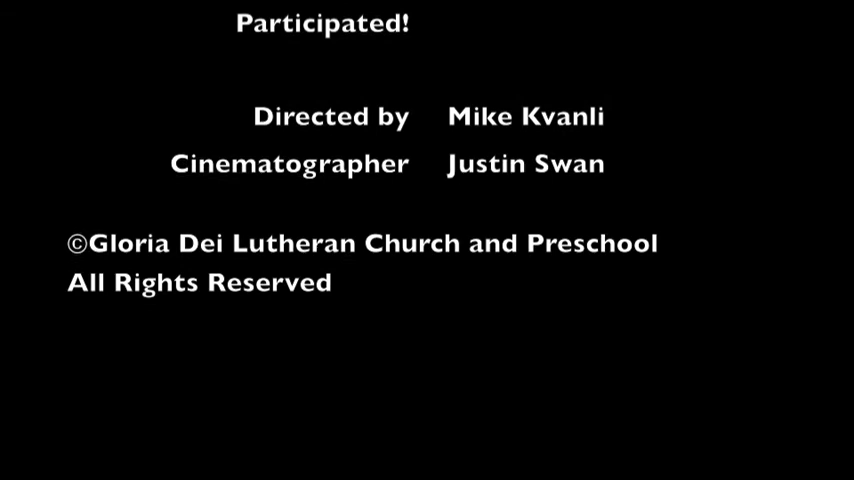 Participated!
Directed by Mike Kvanli
Cinematographer Justin Swan
©Gloria Dei Lutheran Church and Preschool
All Rights Reserved